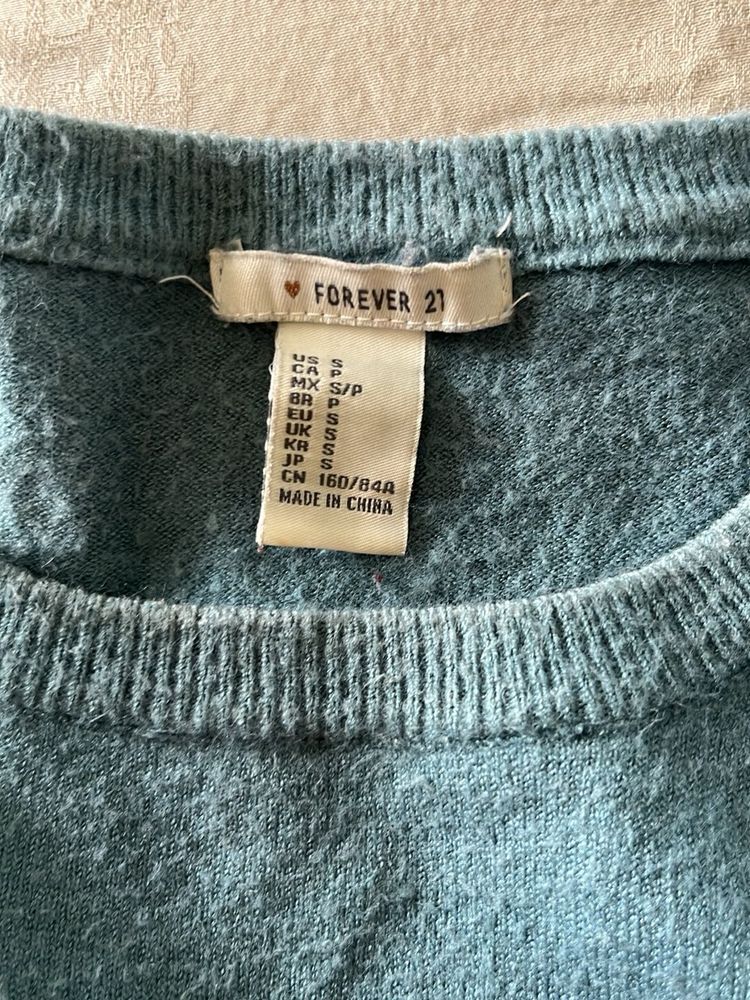 FOREVER 21
US S
CA P
MX S/P
BR P
EU S
UK S
KR S
JP S
CN 160/84A
MADE IN CHINA